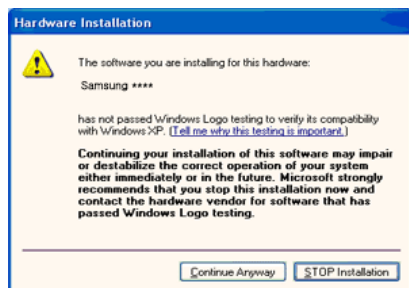 Hardware Installation
The software you are installing for this hardware:
Samsung ****
has not passed Windows Logo testing to verify its compatibility
with Windows XP. (Tell me why this testing is important.)
Continuing your installation of this software may impair
or destabilize the correct operation of your system
either immediately or in the future. Microsoft strongly
recommends that you stop this installation now and
contact the hardware vendor for software that has
passed Windows Logo testing.
Continue Anyway STOP Installation